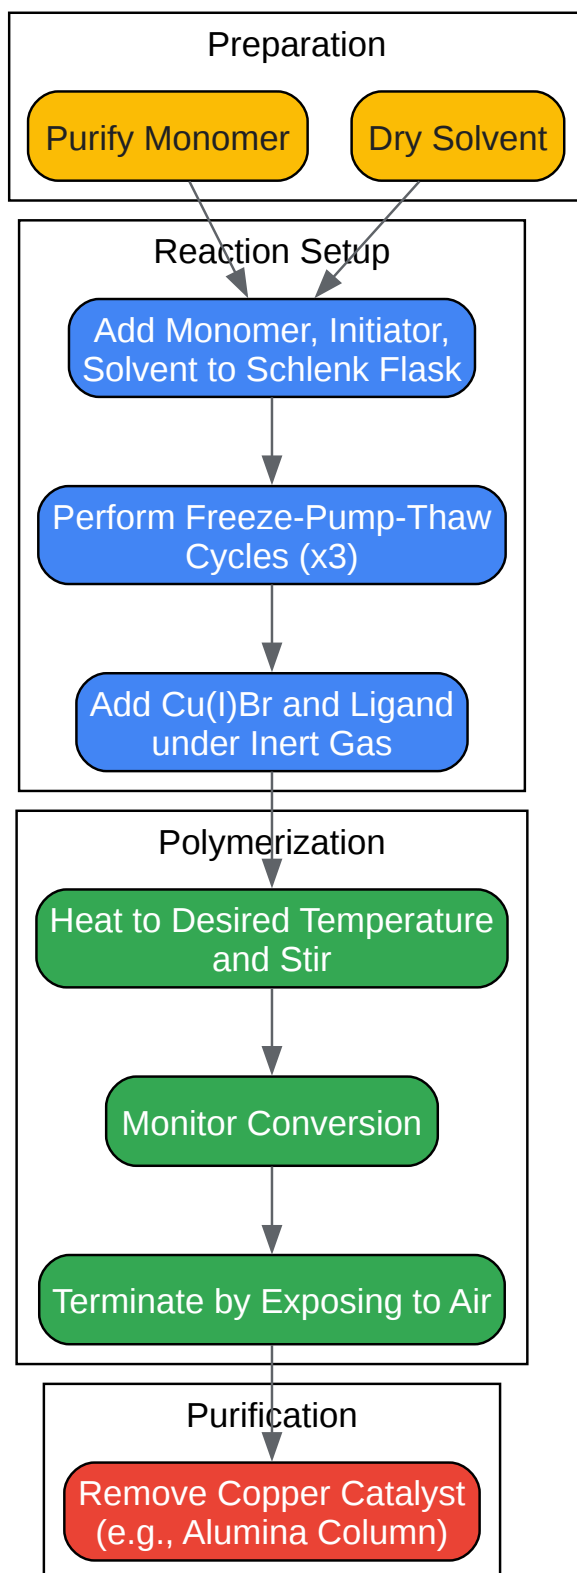 Preparation
Purify Monomer
Dry Solvent
Reaction Setup
Add Monomer, Initiator,
Solvent to Schlenk Flask
Perform Freeze-Pump-Thaw
Cycles (x3)
Add Cu(I)Br and Ligand
under Inert Gas
Polymerization
Heat to Desired Temperature
and Stir
Monitor Conversion
Terminate by Exposing to Air
Purification
Remove Copper Catalyst
(e.g., Alumina Column)